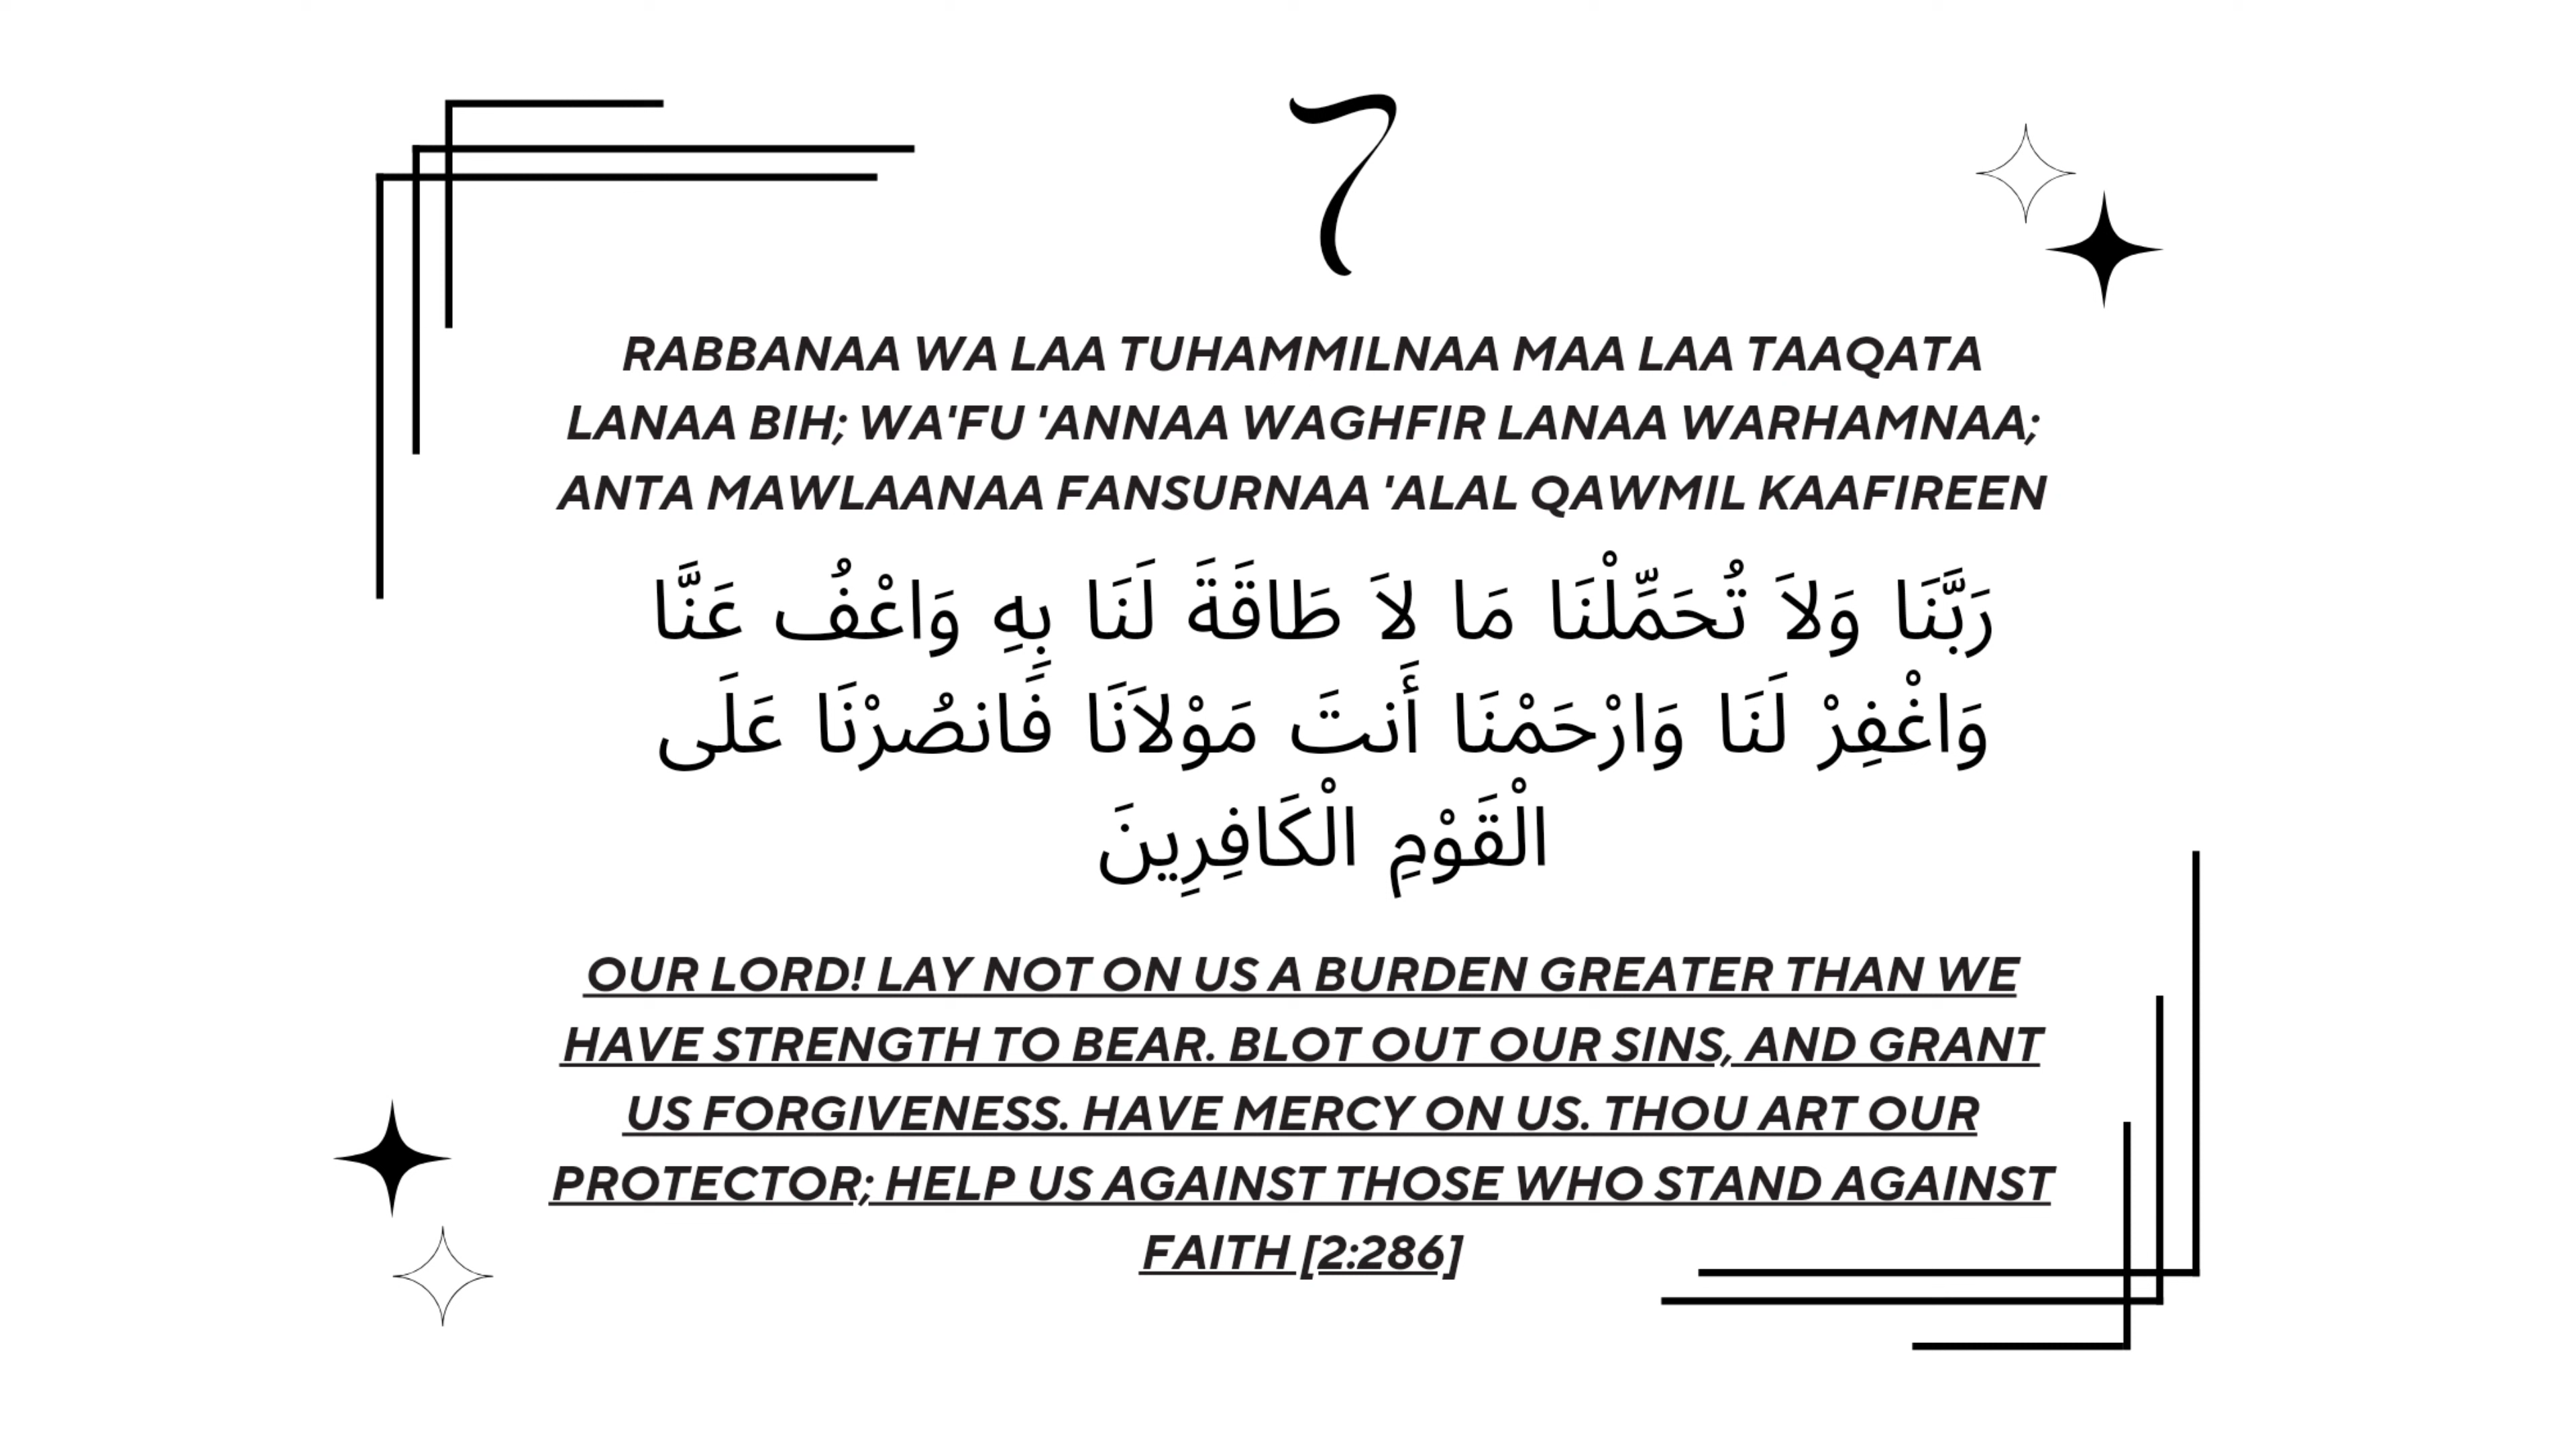 7
RABBANAA WA LAA TUHAMMILNAA MAA LAA TAAQATA
LANAA BIH; WA'FU 'ANNAA WAGHFIR LANAA WARHAMNAA;
ANTA MAWLAANAA FANSURNAA 'ALAL QAWMIL KAAFIREEN
رَبَّنَا وَلاَ تُحَمِّلْنَا مَا لاَ طَاقَةَ لَنَا بِهِ وَاعْفُ عَنَّا
وَاغْفِرْ لَنَا وَارْحَمْنَا أَنتَ مَوْلاَنَا فَانصُرْنَا عَلَى
الْقَوْمِ الْكَافِرِينَ
OUR LORD! LAY NOT ON US A BURDEN GREATER THAN WE
HAVE STRENGTH TO BEAR. BLOT OUT OUR SINS, AND GRANT
US FORGIVENESS. HAVE MERCY ON US. THOU ART OUR
PROTECTOR; HELP US AGAINST THOSE WHO STAND AGAINST
FAITH [2:286]